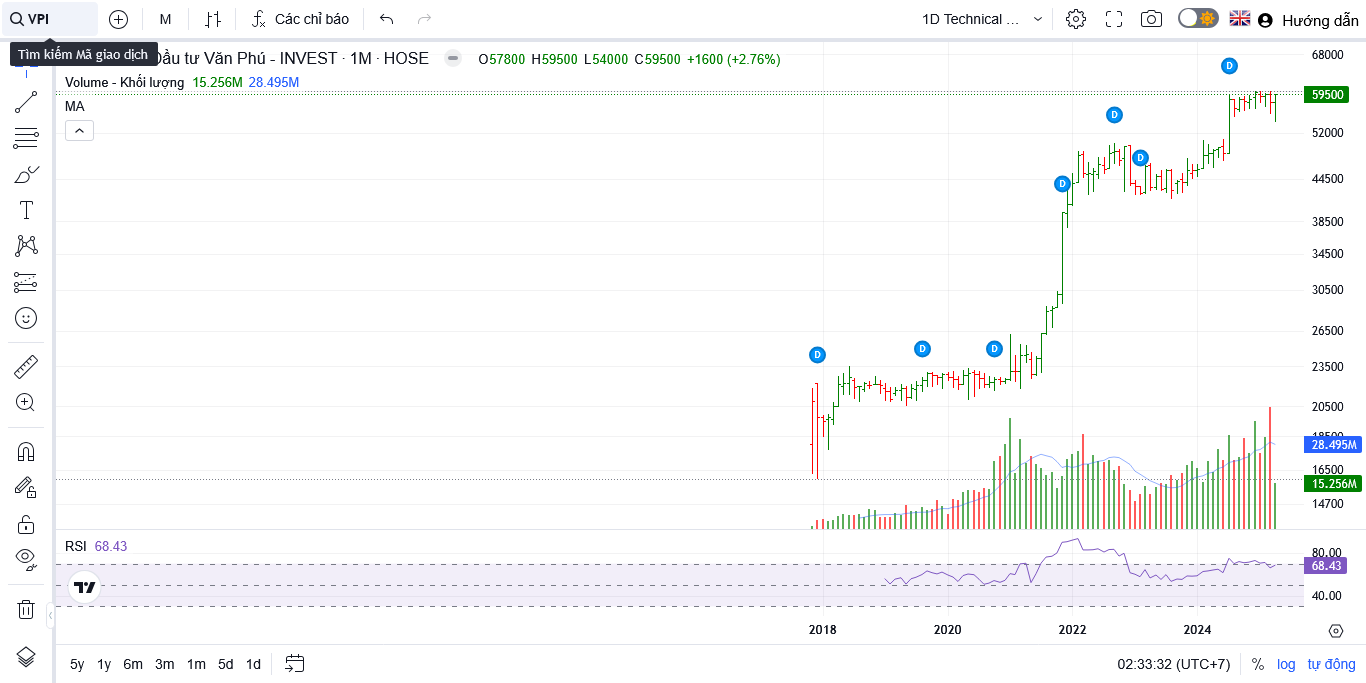 VPI
M
Các chỉ báo
1D Technical ...
Hướng dẫn
Tìm kiếm Mã giao dịch
Đầu tư Văn Phú - INVEST · 1M · HOSE
O57800 H59500 L54000 C59500 +1600 (+2.76%)
Volume - Khối lượng 15.256M 28.495M
MA
D
D
D
D
D
D
D
68000
59500
52000
44500
38500
34500
30500
26500
23500
20500
18500
28.495M
16500
15.256M
14700
RSI 68.43
80.00
68.43
40.00
2018 2020 2022 2024
5y 1y 6m 3m 1m 5d 1d
02:33:32 (UTC+7)
% log tự động